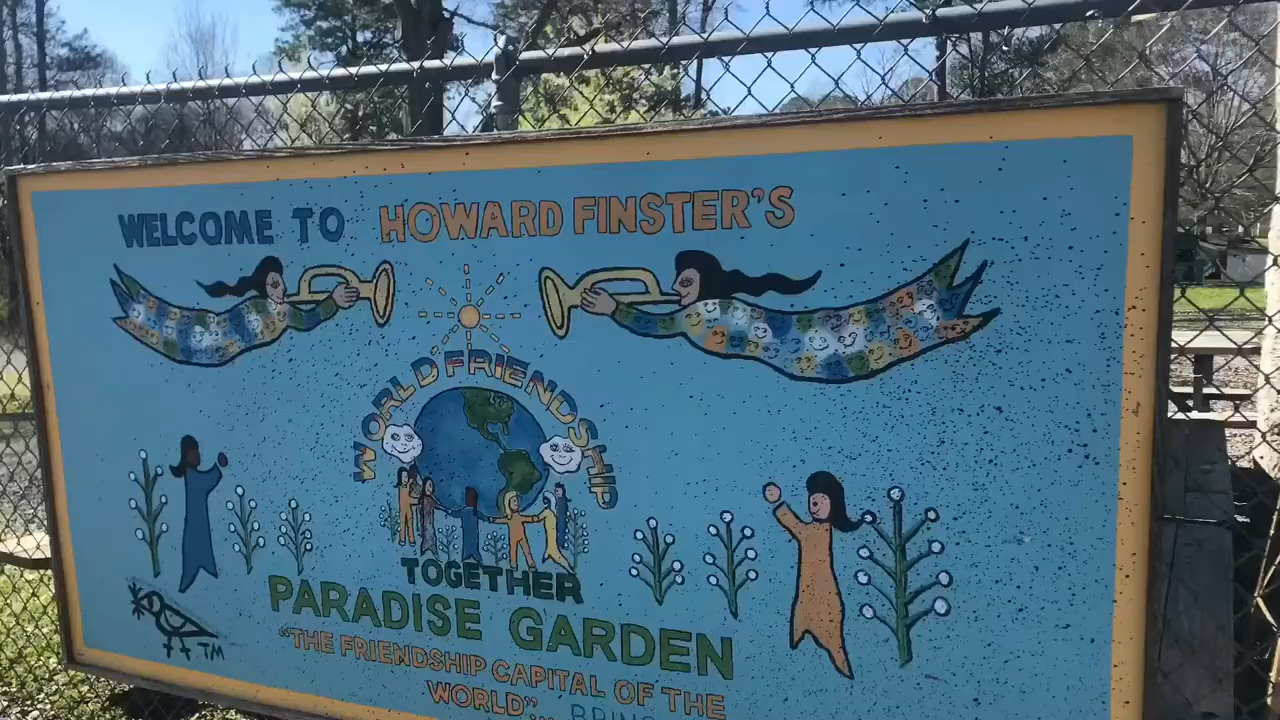 WELCOME TO HOWARD FINSTER'S
WORLD FRIENDSHIP
TOGETHER
PARADISE GARDEN
"THE FRIENDSHIP CAPITAL OF THE
WORLD"...
TM